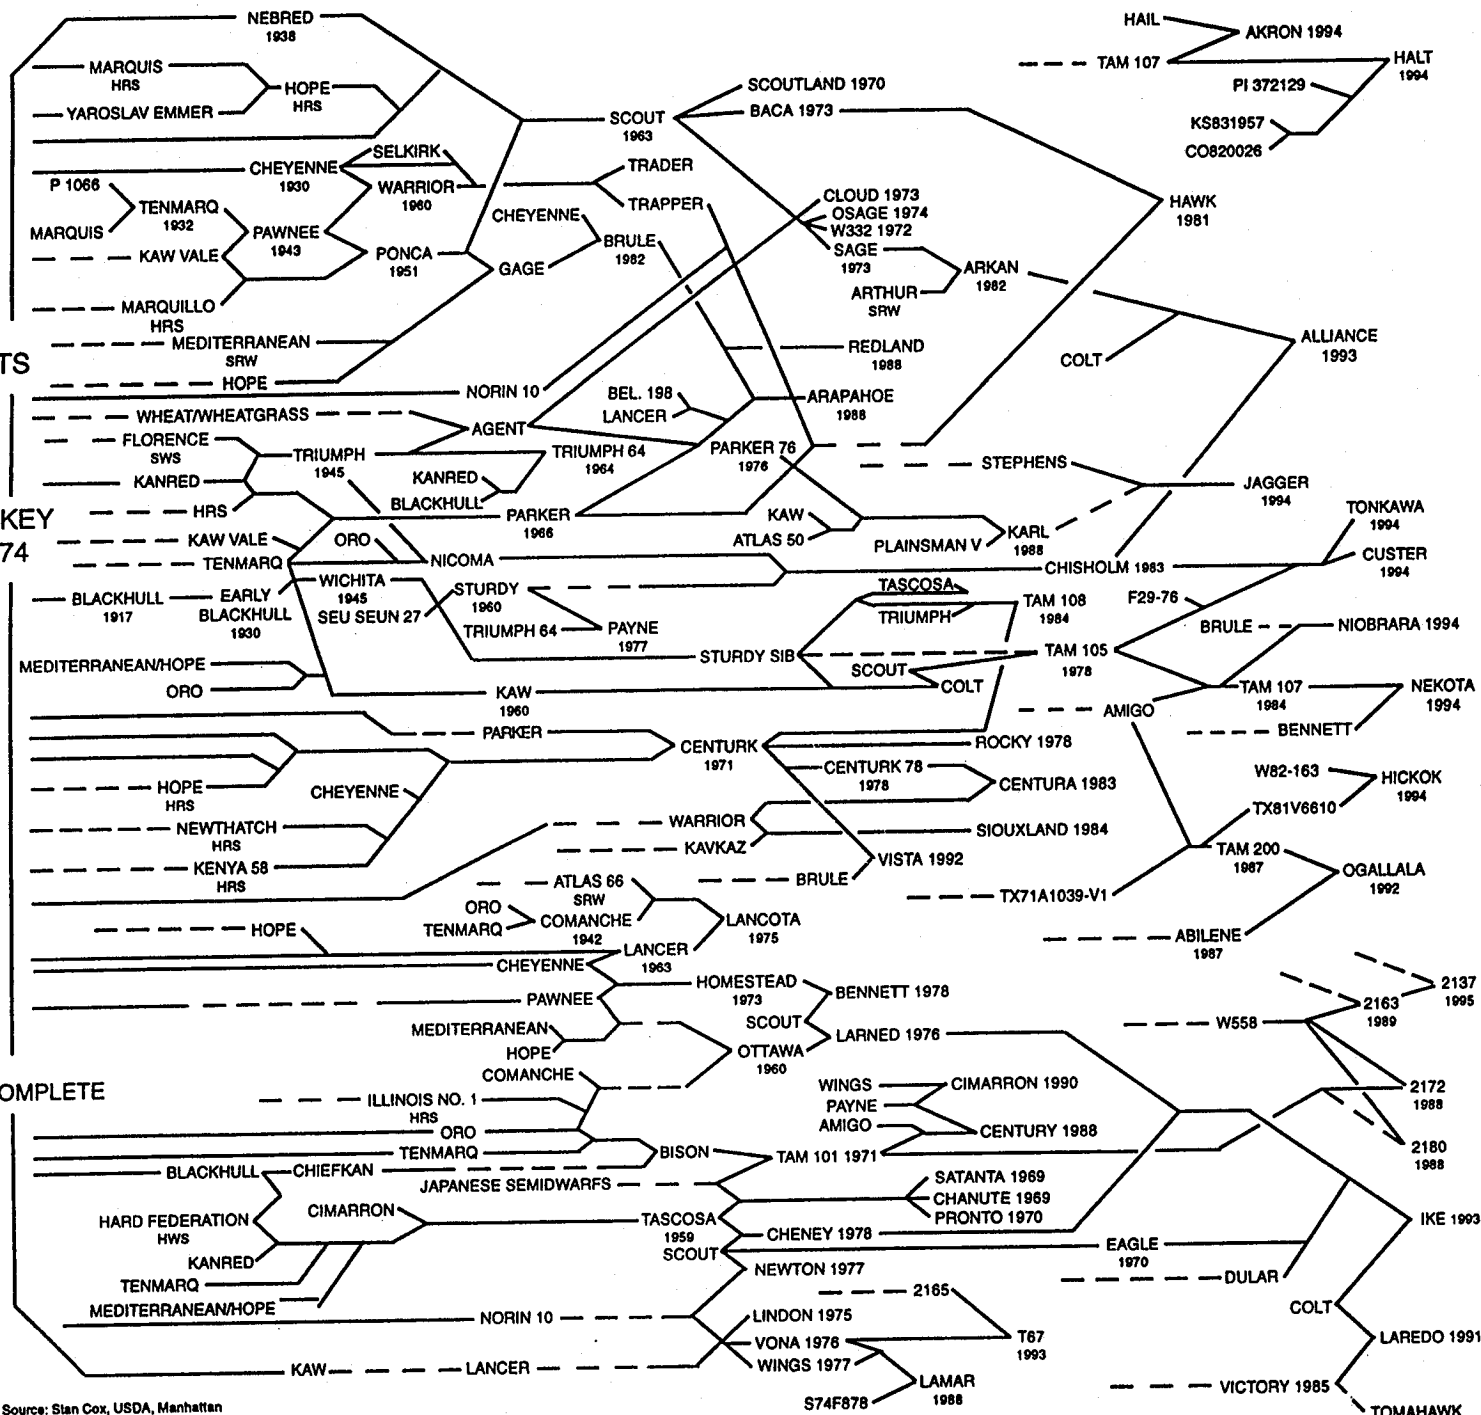 NEBRED
1938
HAIL
AKRON 1994
TAM 107
HALT
1994
MARQUIS
HRS
HOPE
HRS
YAROSLAV EMMER
SCOUTLAND 1970
BACA 1973
SCOUT
1963
PI 372129
KS831957
CO820026
SELKIRK
CHEYENNE
1930
P 1066
TENMARQ
1932
MARQUIS
WARRIOR
1960
TRADER
TRAPPER
CHEYENNE
PAWNEE
1943
KAW VALE
PONCA
1951
GAGE
BRULE
1982
CLOUD 1973
OSAGE 1974
W332 1972
SAGE
1973
ARKAN
1982
ARTHUR
SRW
HAWK
1981
MARQUILLO
HRS
MEDITERRANEAN
SRW
TS
HOPE
NORIN 10
REDLAND
1988
COLT
ALLIANCE
1993
BEL. 198
LANCER
ARAPAHOE
1988
WHEAT/WHEATGRASS
AGENT
FLORENCE
SWS
TRIUMPH
1945
TRIUMPH 64
1964
PARKER 76
1976
STEPHENS
KANRED
KANRED
BLACKHULL
JAGGER
1994
HRS
PARKER
1966
KAW
ATLAS 50
PLAINSMAN V
KARL
1988
TONKAWA
1994
KEY
74
KAW VALE
ORO
TENMARQ
NICOMA
CHISHOLM 1983
CUSTER
1994
WICHITA
1945
STURDY
1960
SEU SEUN 27
TASCOSA
TRIUMPH
TAM 108
1984
F29-76
BLACKHULL
1917
EARLY
BLACKHULL
1930
TRIUMPH 64
PAYNE
1977
BRULE
NIOBRARA 1994
STURDY SIB
TAM 105
1978
MEDITERRANEAN/HOPE
ORO
SCOUT
COLT
KAW
1960
TAM 107
1984
NEKOTA
1994
AMIGO
BENNETT
PARKER
CENTURK
1971
ROCKY 1978
CENTURK 78
1978
CENTURA 1983
W82-163
HICKOK
1994
HOPE
HRS
CHEYENNE
TX81V6610
NEWTHATCH
HRS
WARRIOR
SIOUXLAND 1984
KAVKAZ
KENYA 58
HRS
VISTA 1992
TAM 200
1987
OGALLALA
1992
BRULE
ATLAS 66
SRW
TX71A1039-V1
ORO
TENMARQ
COMANCHE
1942
LANCOTA
1975
HOPE
LANCER
1963
ABILENE
1987
CHEYENNE
HOMESTEAD
1973
BENNETT 1978
2137
1995
PAWNEE
2163
1989
MEDITERRANEAN
HOPE
SCOUT
LARNED 1976
W558
OTTAWA
1960
COMANCHE
OMPLETE
ILLINOIS NO. 1
HRS
WINGS
CIMARRON 1990
PAYNE
AMIGO
CENTURY 1988
2172
1988
ORO
TENMARQ
BISON
TAM 101 1971
2180
1988
BLACKHULL
CHIEFKAN
JAPANESE SEMIDWARFS
SATANTA 1969
CHANUTE 1969
PRONTO 1970
HARD FEDERATION
HWS
CIMARRON
TASCOSA
1959
CHENEY 1978
IKE 1993
KANRED
SCOUT
EAGLE
1970
TENMARQ
NEWTON 1977
DULAR
MEDITERRANEAN/HOPE
2165
COLT
NORIN 10
LINDON 1975
VONA 1976
WINGS 1977
T67
1993
LAREDO 1991
KAW
LANCER
LAMAR
1988
S74F878
VICTORY 1985
TOMAHAWK
Source: Stan Cox, USDA, Manhattan